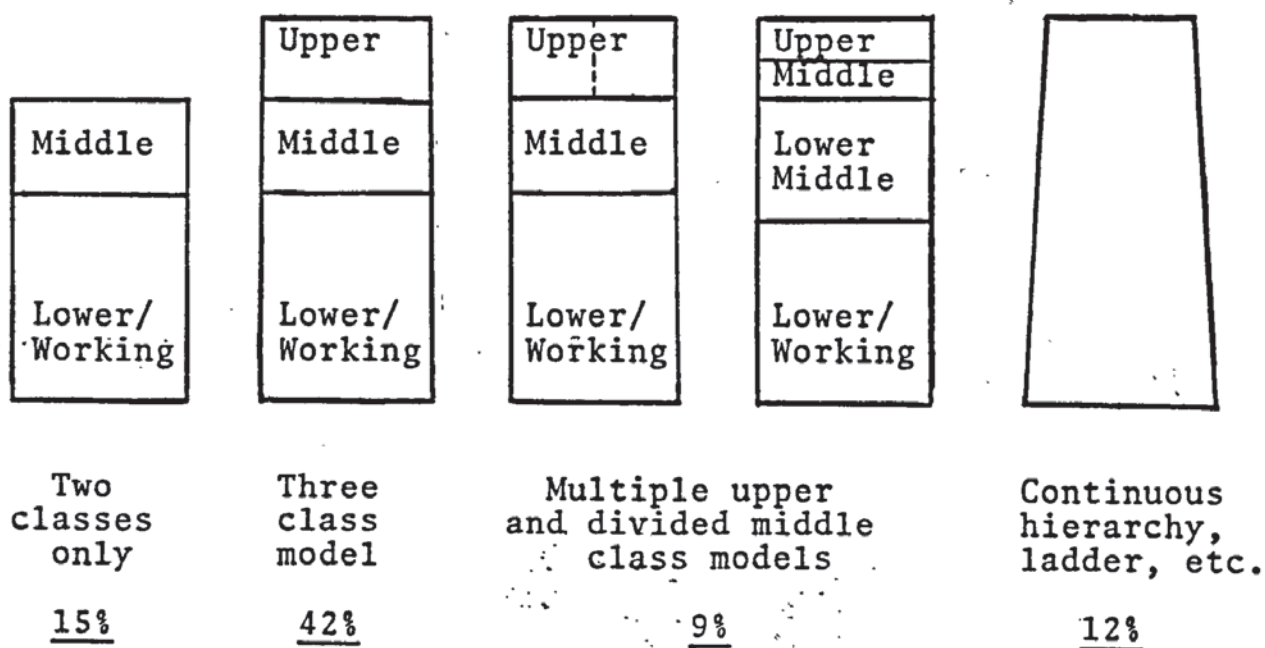 Middle
Lower/
Working
Upper
Middle
Lower/
Working
Upper
Middle
Lower/
Working
Upper
Middle
Lower
Middle
Lower/
Working
Two
classes
only
15%
Three
class
model
42%
Multiple upper
and divided middle
class models
9%
Continuous
hierarchy,
ladder, etc.
12%